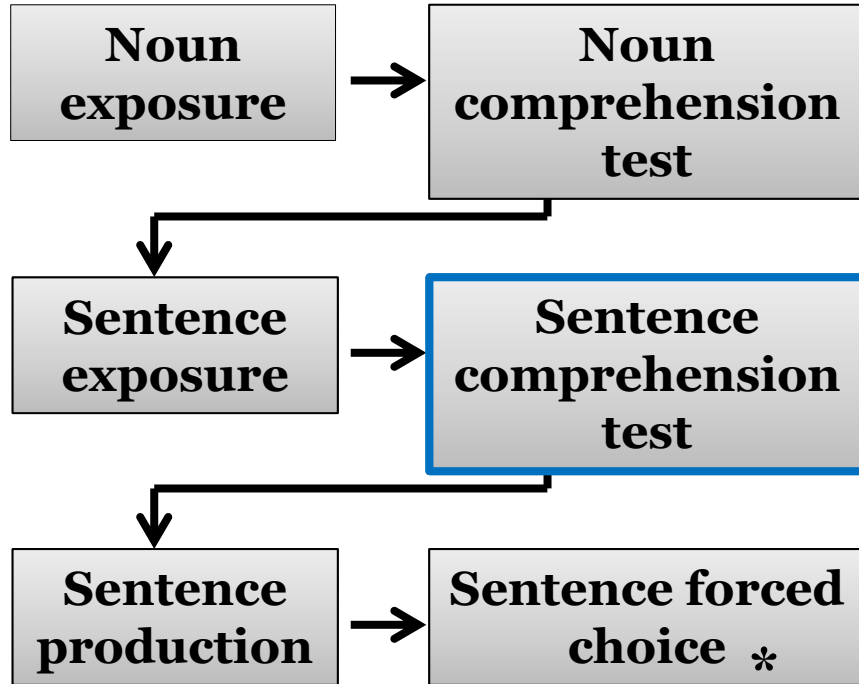 Noun
exposure
Noun
comprehension
test
Sentence
exposure
Sentence
comprehension
test
Sentence
production
Sentence forced
choice *